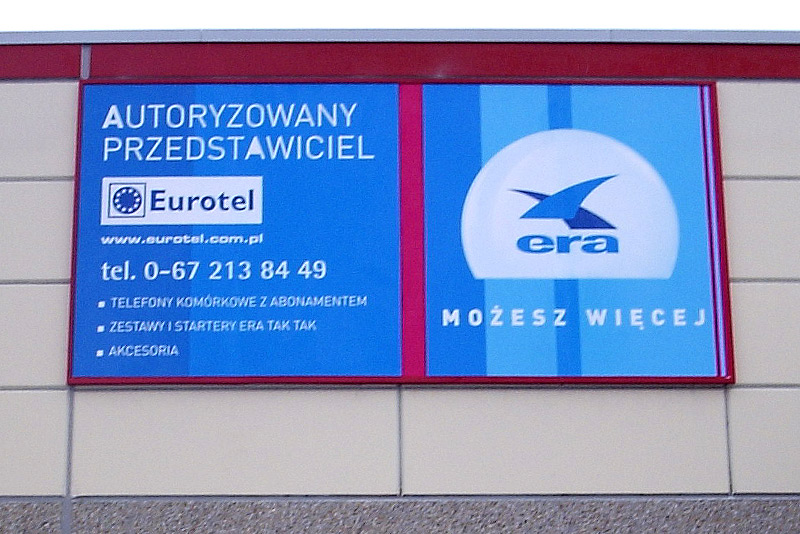 AUTORYZOWANY
PRZEDSTAWICIEL
Eurotel
www.eurotel.com.pl
tel. 0-67 213 84 49
TELEFONY KOMÓRKOWE Z ABONAMENTEM
ZESTAWY I STARTERY ERA TAK TAK
AKCESORIA
era
MOŻESZ WIĘCEJ